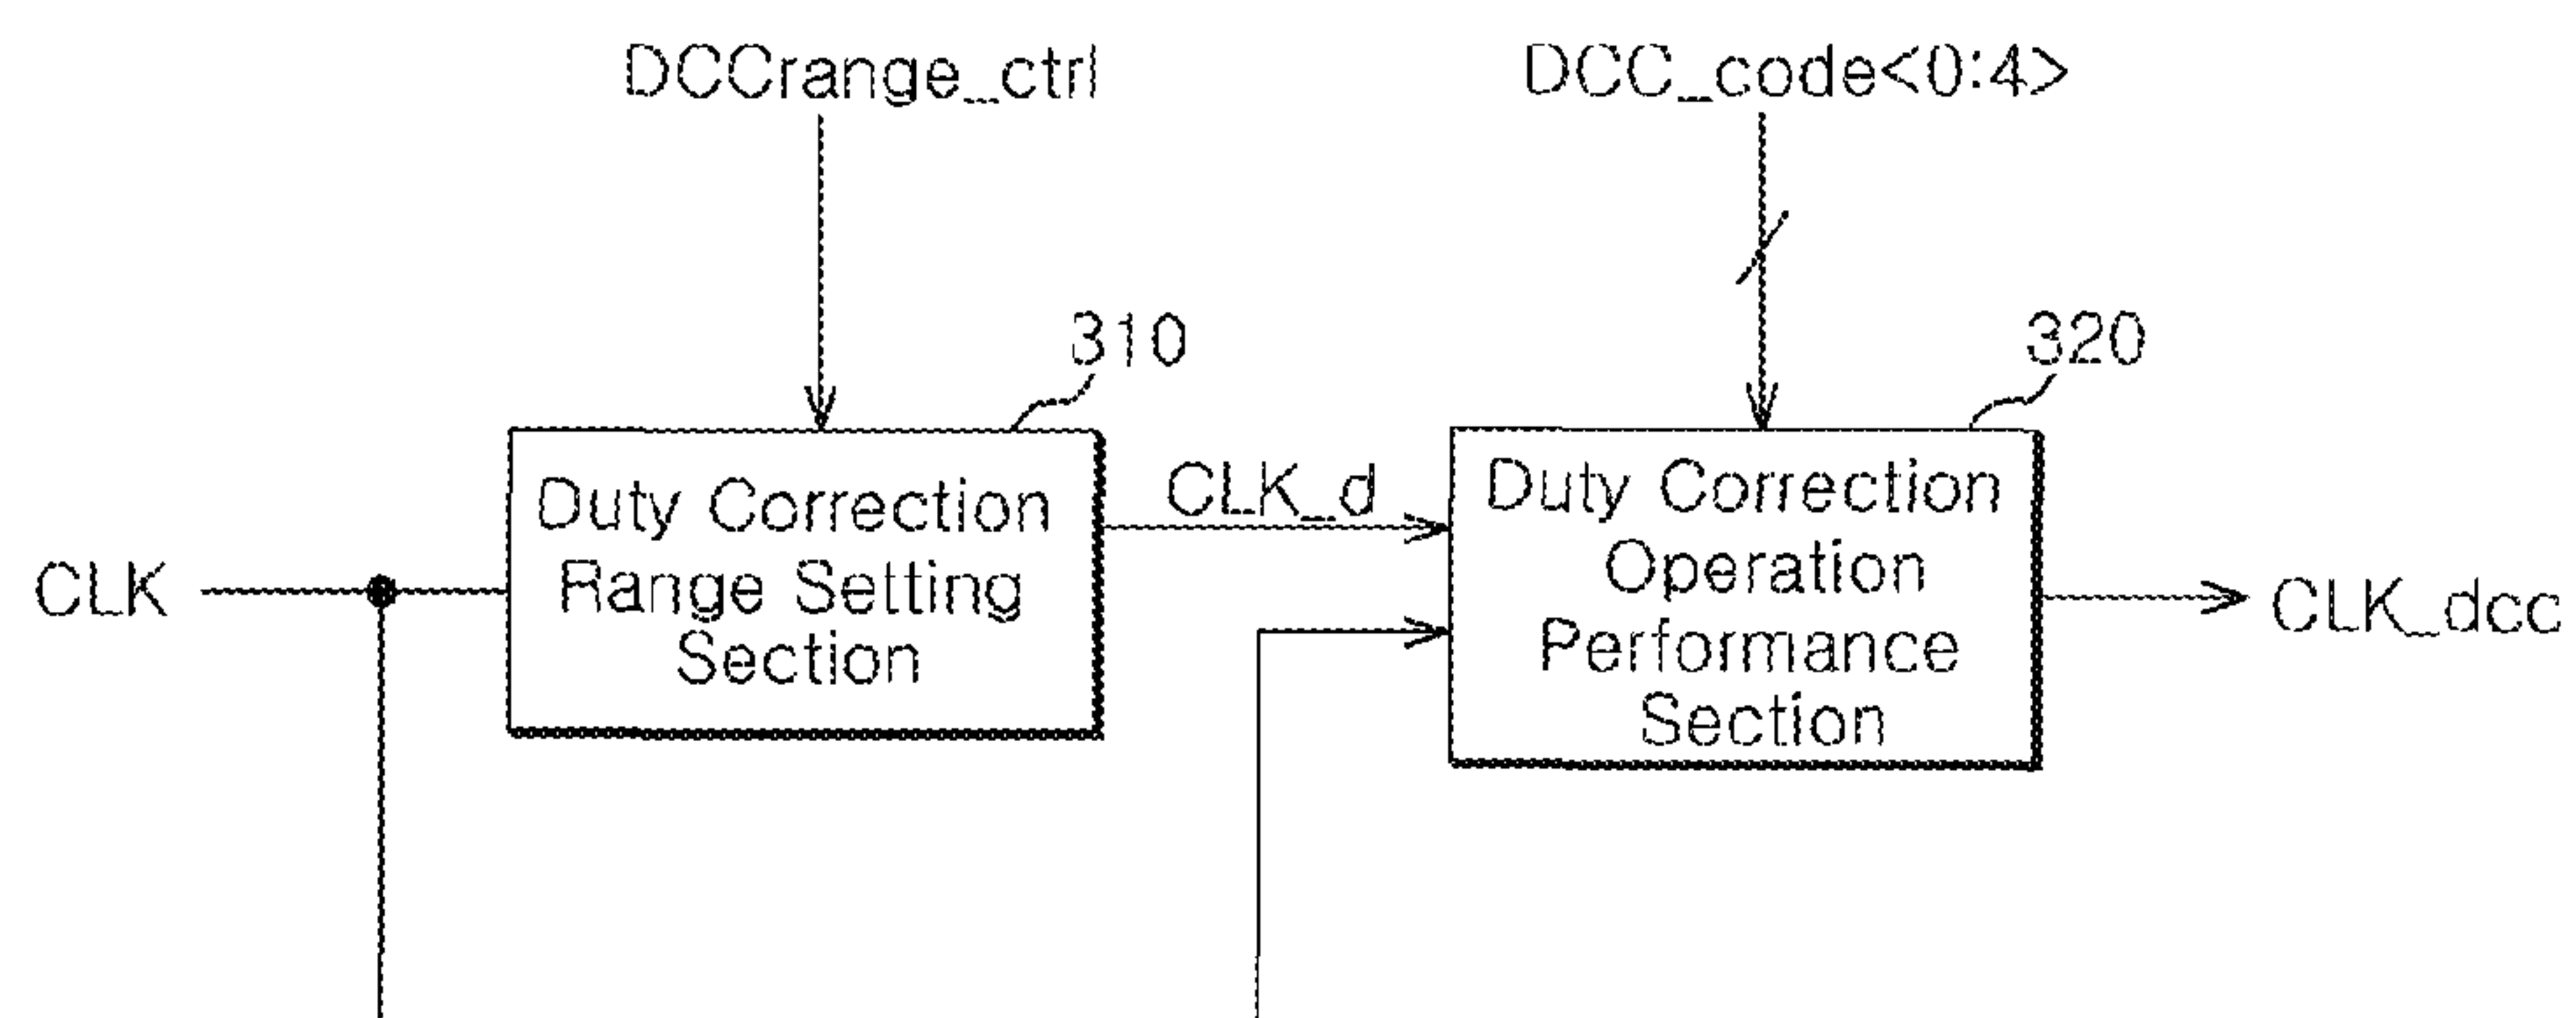 DCCrange_ctrl
DCC_code<0:4>
310
320
Duty Correction
Range Setting
Section
CLK_d
Duty Correction
Operation
Performance
Section
CLK
CLK_dcc